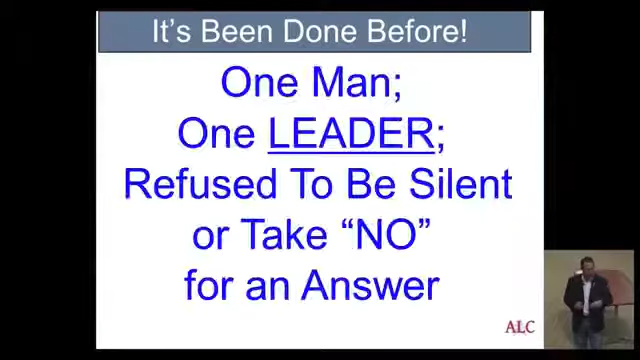 It's Been Done Before!
One Man;
One LEADER;
Refused To Be Silent
or Take “NO”
for an Answer
ALC